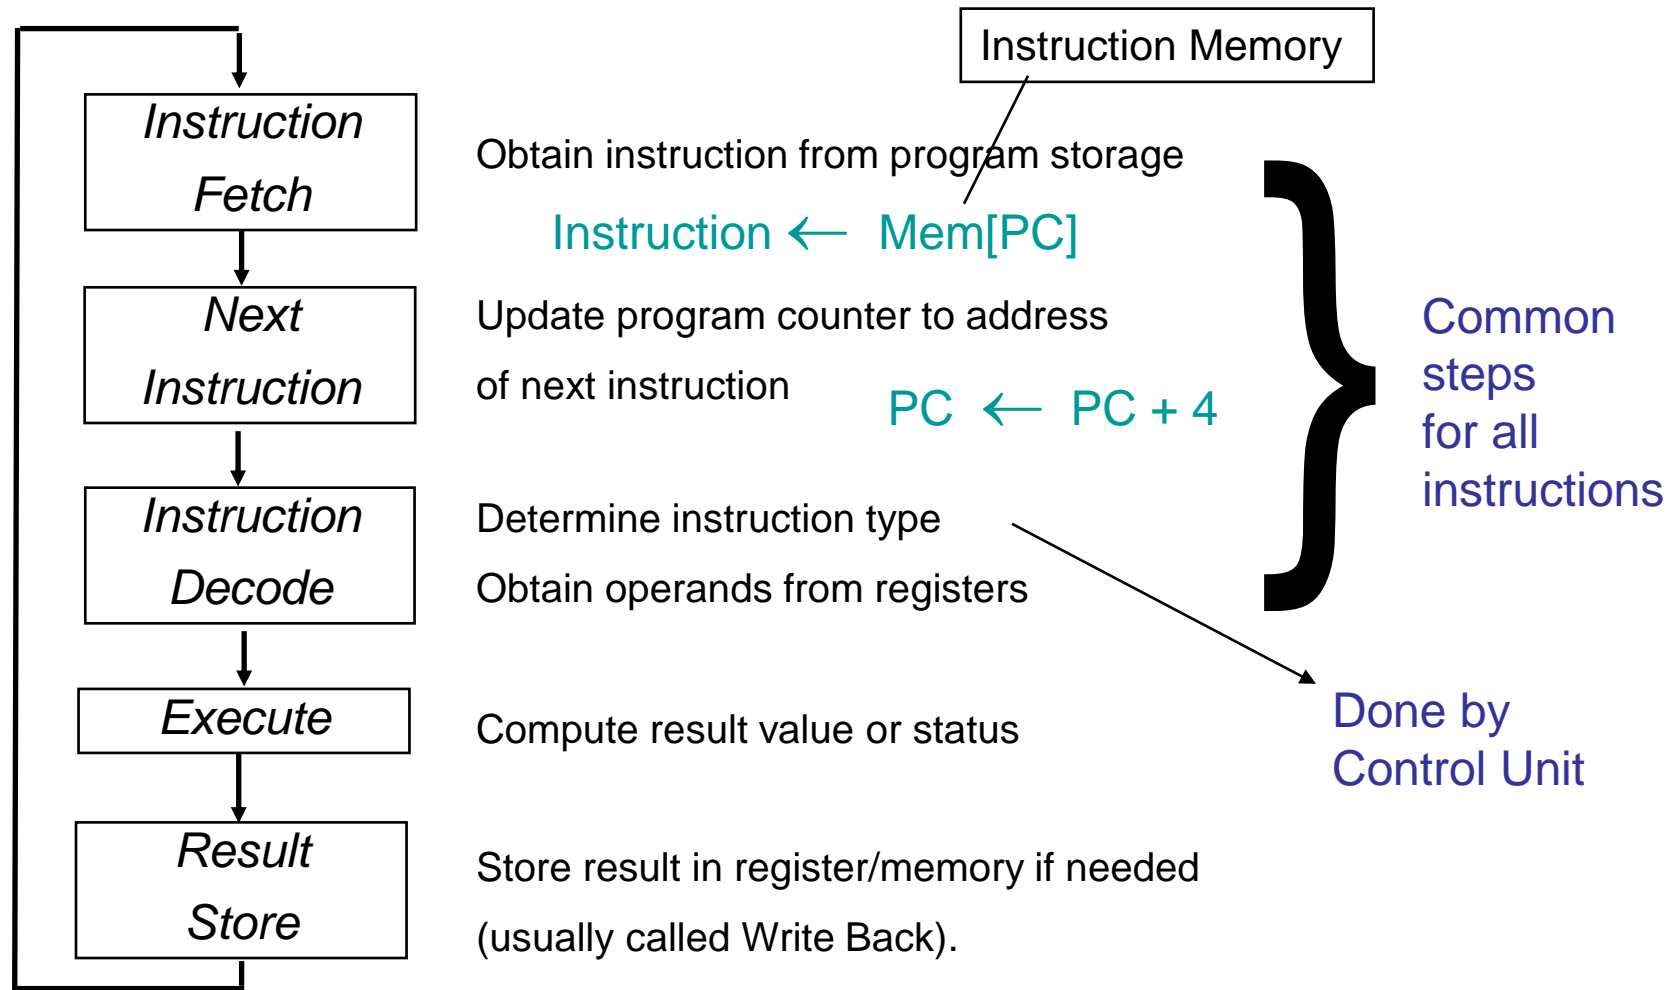 Instruction Memory
Instruction
Fetch
Obtain instruction from program storage
Instruction ← Mem[PC]
Next
Instruction
Update program counter to address
of next instruction
PC ← PC + 4
Instruction
Decode
Determine instruction type
Obtain operands from registers
}
Common
steps
for all
instructions
Execute
Compute result value or status
Done by
Control Unit
Result
Store
Store result in register/memory if needed
(usually called Write Back).